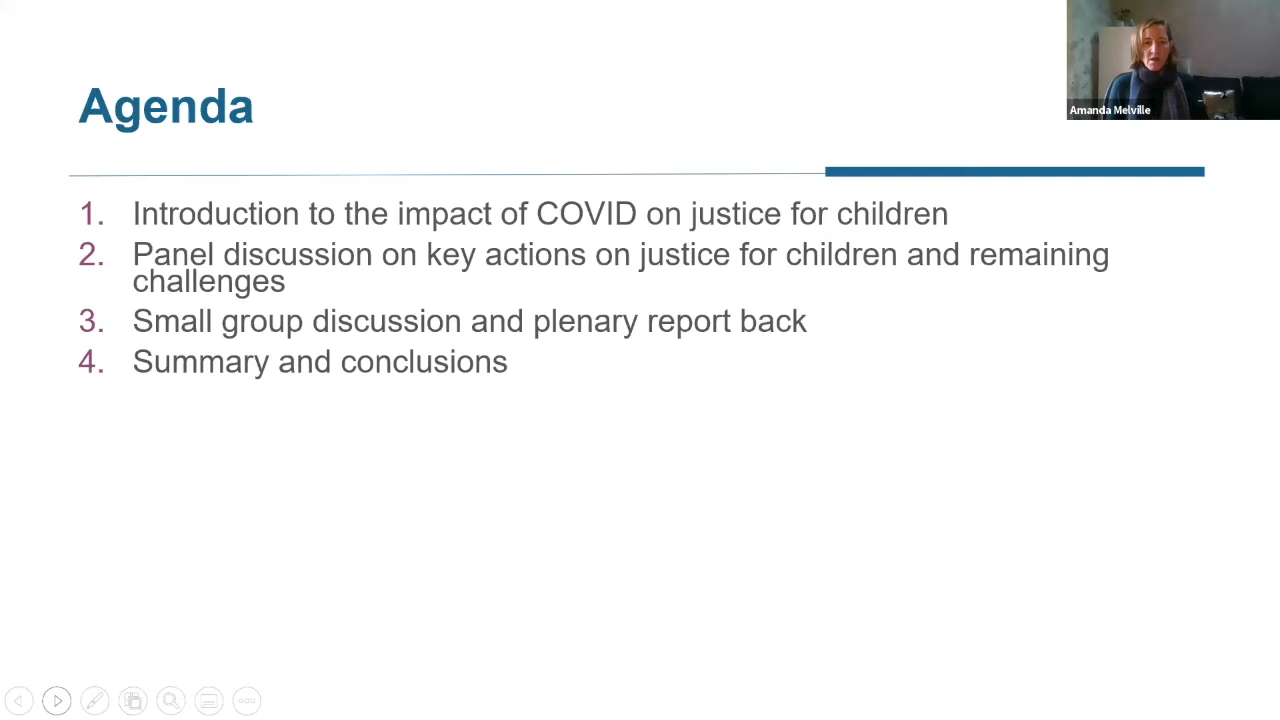 Agenda
Amanda Melville
1. Introduction to the impact of COVID on justice for children
2. Panel discussion on key actions on justice for children and remaining
challenges
3. Small group discussion and plenary report back
4. Summary and conclusions